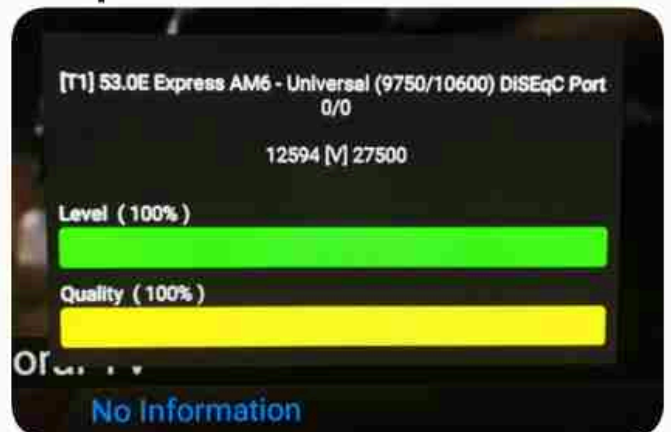 [T1] 53.0E Express AM6 - Universal (9750/10600) DiSEqC Port
0/0
12594 [V] 27500
Level ( 100% )
Quality ( 100% )
No Information